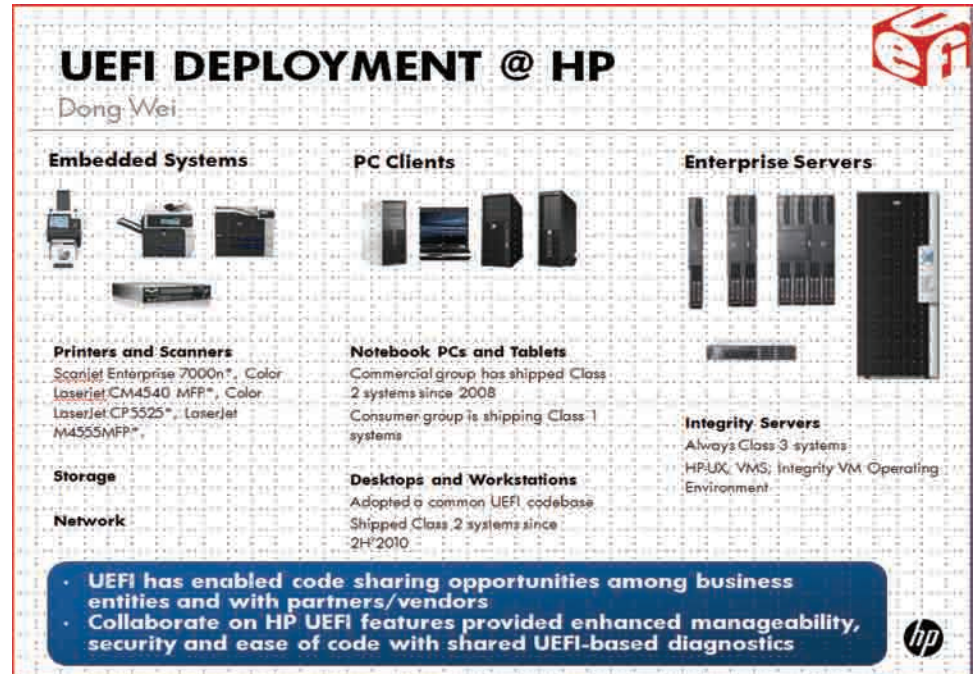 UEFI DEPLOYMENT @ HP
Dong Wei
uefi
Embedded Systems
Printers and Scanners
Scanjet Enterprise 7000n*, Color
Laserjet CM4540 MFP*, Color
LaserJet CP5525*, LaserJet
M4555MFP*,
Storage
Network
PC Clients
Notebook PCs and Tablets
Commercial group has shipped Class
2 systems since 2008
Consumer group is shipping Class 1
systems
Desktops and Workstations
Adopted a common UEFI codebase
Shipped Class 2 systems since
2H'2010
Enterprise Servers
Integrity Servers
Always Class 3 systems
HP-UX, VMS, Integrity VM Operating
Environment
• UEFI has enabled code sharing opportunities among business
entities and with partners/vendors
• Collaborate on HP UEFI features provided enhanced manageability,
security and ease of code with shared UEFI-based diagnostics
hp